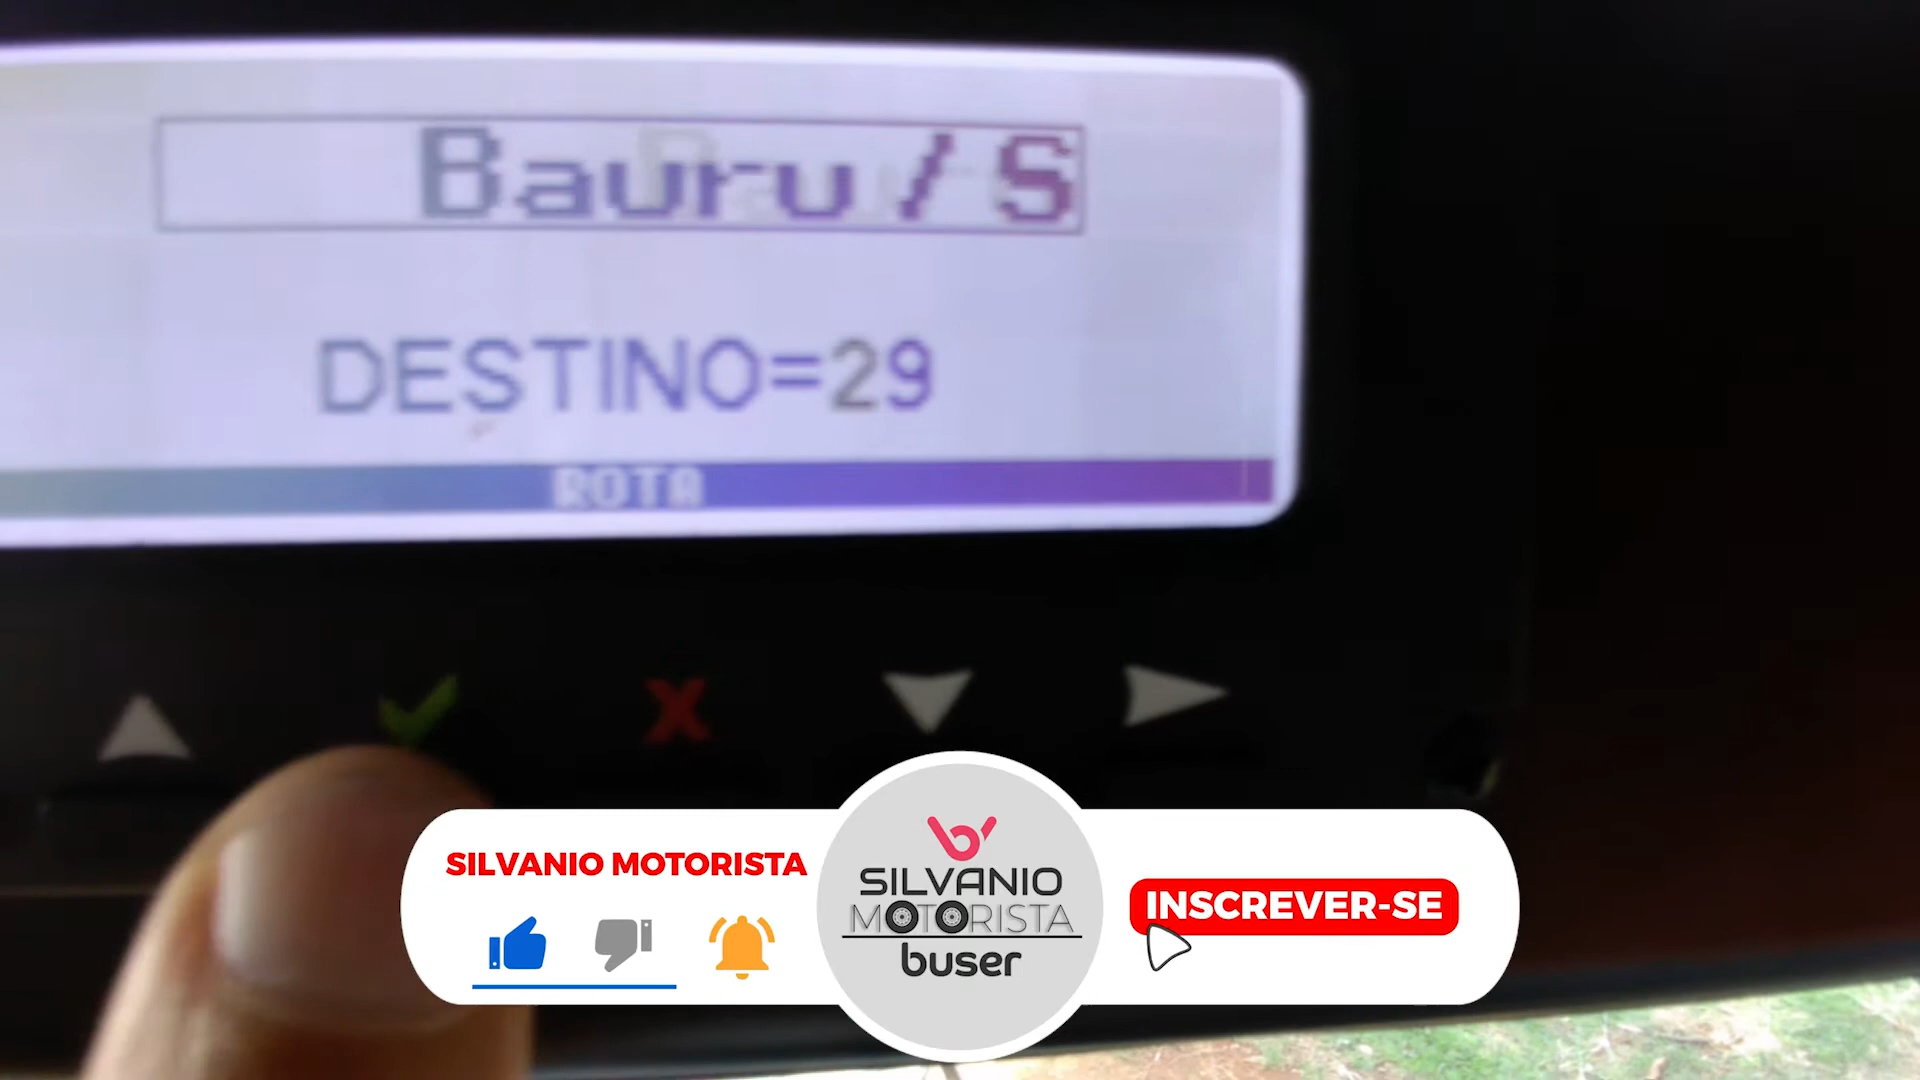 Bauru/S
DESTINO=29
ROTA
SILVANIO MOTORISTA
SILVANIO
MOTORISTA
buser
INSCREVER-SE